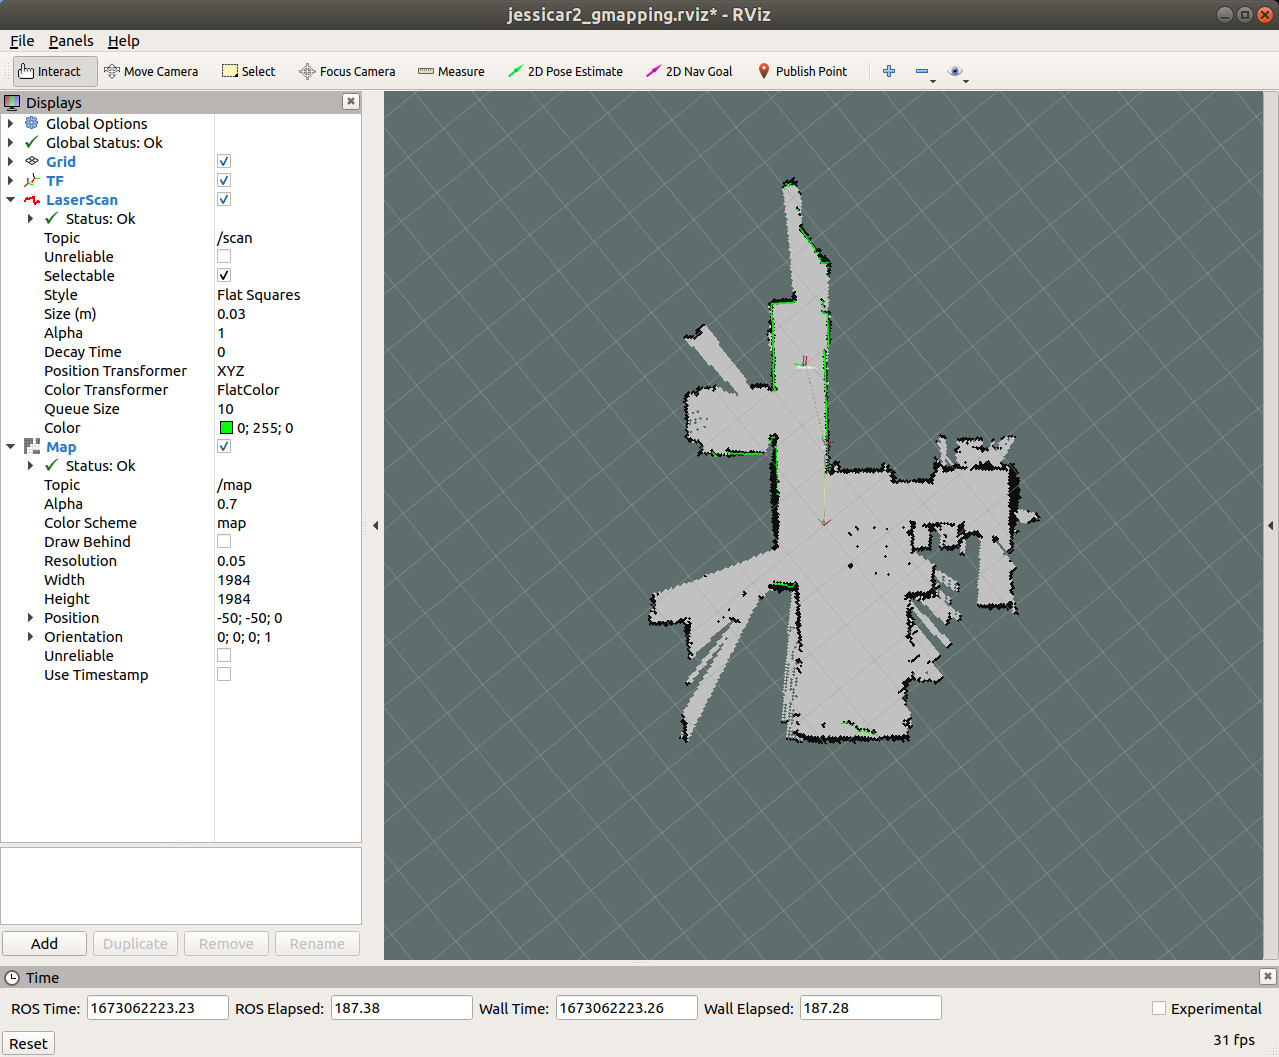 jessicar2_gmapping.rviz* - RViz
File Panels Help
Interact Move Camera Select Focus Camera Measure 2D Pose Estimate 2D Nav Goal Publish Point
Displays
Global Options
Global Status: Ok
Grid
TF
LaserScan
Status: Ok
Topic /scan
Unreliable
Selectable
Style Flat Squares
Size (m) 0.03
Alpha 1
Decay Time 0
Position Transformer XYZ
Color Transformer FlatColor
Queue Size 10
Color 0; 255; 0
Map
Status: Ok
Topic /map
Alpha 0.7
Color Scheme map
Draw Behind
Resolution 0.05
Width 1984
Height 1984
Position -50; -50; 0
Orientation 0; 0; 0; 1
Unreliable
Use Timestamp
Add Duplicate Remove Rename
Time
ROS Time: 1673062223.23 ROS Elapsed: 187.38 Wall Time: 1673062223.26 Wall Elapsed: 187.28 Experimental
Reset 31 fps